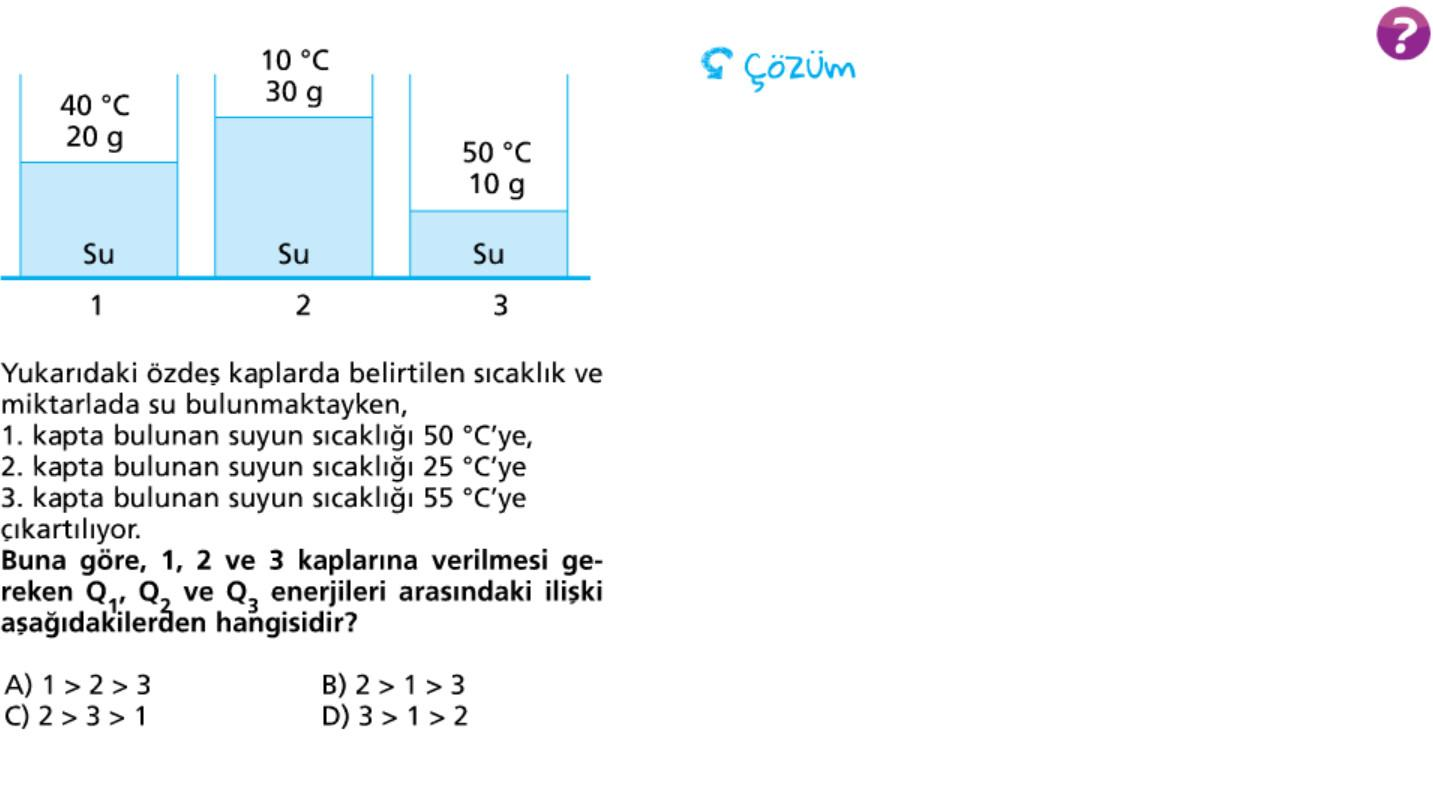 10 °C
30 g
40 °C
20 g
50 °C
10 g
Su
Su
Su
1
2
3
Yukarıdaki özdeş kaplarda belirtilen sıcaklık ve
miktarlada su bulunmaktayken,
1. kapta bulunan suyun sıcaklığı 50 °C'ye,
2. kapta bulunan suyun sıcaklığı 25 °C'ye
3. kapta bulunan suyun sıcaklığı 55 °C'ye
çıkartılıyor.
Buna göre, 1, 2 ve 3 kaplarına verilmesi ge-
reken Q₁, Q₂ ve Q₃ enerjileri arasındaki ilişki
aşağıdakilerden hangisidir?
A) 1 > 2 > 3
B) 2 > 1 > 3
C) 2 > 3 > 1
D) 3 > 1 > 2
Çözüm
?